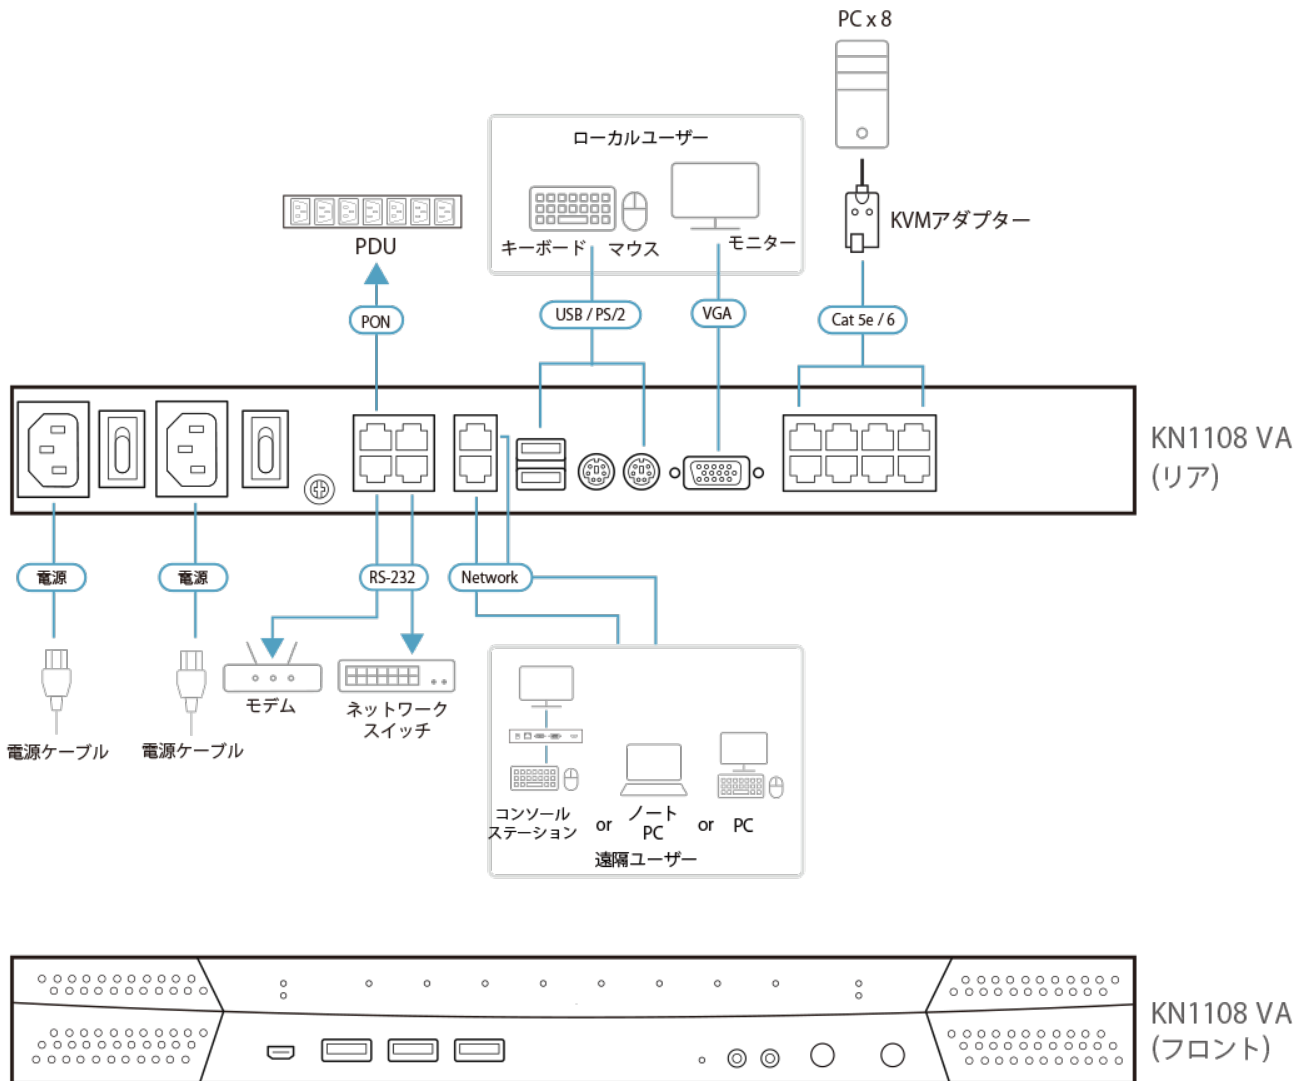 PC x 8
ローカルユーザー
キーボード
マウス
モニター
KVMアダプター
PDU
PON
USB / PS/2
VGA
Cat 5e / 6
KN1108 VA
(リア)
電源
電源
RS-232
Network
電源ケーブル
電源ケーブル
モデム
ネットワーク
スイッチ
コンソール
ステーション
or
ノート
PC
or
PC
遠隔ユーザー
KN1108 VA
(フロント)